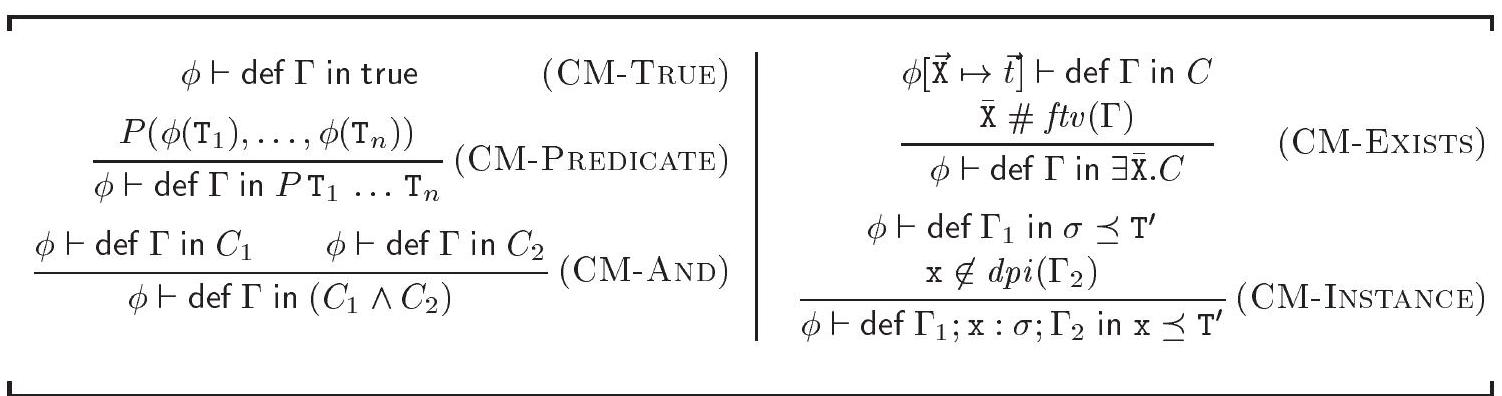 ϕ ⊢ def Γ in true (CM-TRUE)
P(ϕ(T₁), . . . , ϕ(Tₙ))
ϕ ⊢ def Γ in P T₁ . . . Tₙ (CM-PREDICATE)
ϕ ⊢ def Γ in C₁ ϕ ⊢ def Γ in C₂
ϕ ⊢ def Γ in (C₁ ∧ C₂) (CM-AND)
ϕ[X⃗ ↦ t⃗] ⊢ def Γ in C
X̄ # ftv(Γ)
ϕ ⊢ def Γ in ∃X̄.C (CM-EXISTS)
ϕ ⊢ def Γ₁ in σ ⪯ T′
x ∉ dpi(Γ₂)
ϕ ⊢ def Γ₁; x : σ; Γ₂ in x ⪯ T′ (CM-INSTANCE)